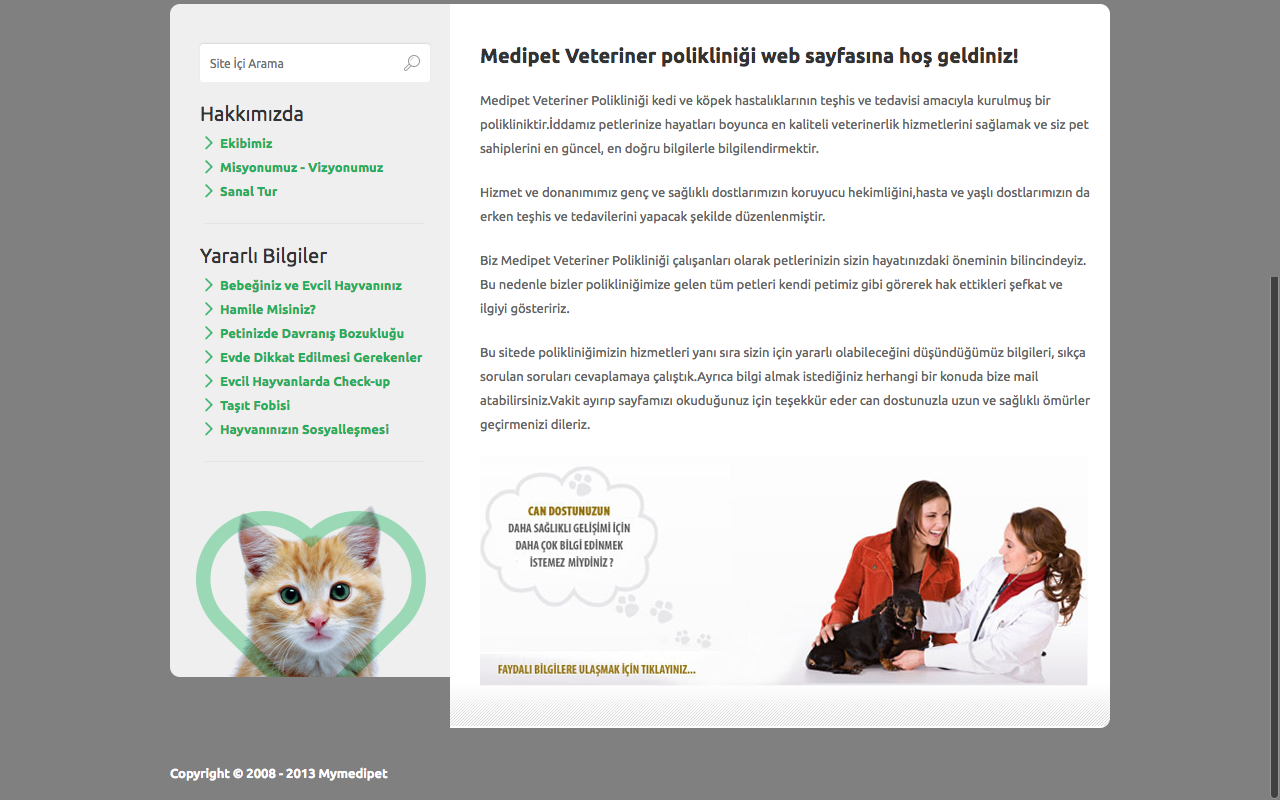 Site İçi Arama
Hakkımızda
Ekibimiz
Misyonumuz - Vizyonumuz
Sanal Tur
Yararlı Bilgiler
Bebeğiniz ve Evcil Hayvanınız
Hamile Misiniz?
Petinizde Davranış Bozukluğu
Evde Dikkat Edilmesi Gerekenler
Evcil Hayvanlarda Check-up
Taşıt Fobisi
Hayvanınızın Sosyalleşmesi
Medipet Veteriner polikliniği web sayfasına hoş geldiniz!
Medipet Veteriner Polikliniği kedi ve köpek hastalıklarının teşhis ve tedavisi amacıyla kurulmuş bir
polikliniktir.İddamız petlerinize hayatları boyunca en kaliteli veterinerlik hizmetlerini sağlamak ve siz pet
sahiplerini en güncel, en doğru bilgilerle bilgilendirmektir.
Hizmet ve donanımımız genç ve sağlıklı dostlarımızın koruyucu hekimliğini,hasta ve yaşlı dostlarımızın da
erken teşhis ve tedavilerini yapacak şekilde düzenlenmiştir.
Biz Medipet Veteriner Polikliniği çalışanları olarak petlerinizin sizin hayatınızdaki öneminin bilincindeyiz.
Bu nedenle bizler polikliniğimize gelen tüm petleri kendi petimiz gibi görerek hak ettikleri şefkat ve
ilgiyi gösteririz.
Bu sitede polikliniğimizin hizmetleri yanı sıra sizin için yararlı olabileceğini düşündüğümüz bilgileri, sıkça
sorulan soruları cevaplamaya çalıştık.Ayrıca bilgi almak istediğiniz herhangi bir konuda bize mail
atabilirsiniz.Vakit ayırıp sayfamızı okuduğunuz için teşekkür eder can dostunuzla uzun ve sağlıklı ömürler
geçirmenizi dileriz.
CAN DOSTUNUZUN
DAHA SAĞLIKLI GELİŞİMİ İÇİN
DAHA ÇOK BİLGİ EDİNMEK
İSTEMEZ MİYDİNİZ ?
FAYDALI BİLGİLERE ULAŞMAK İÇİN TIKLAYINIZ...
Copyright © 2008 - 2013 Mymedipet